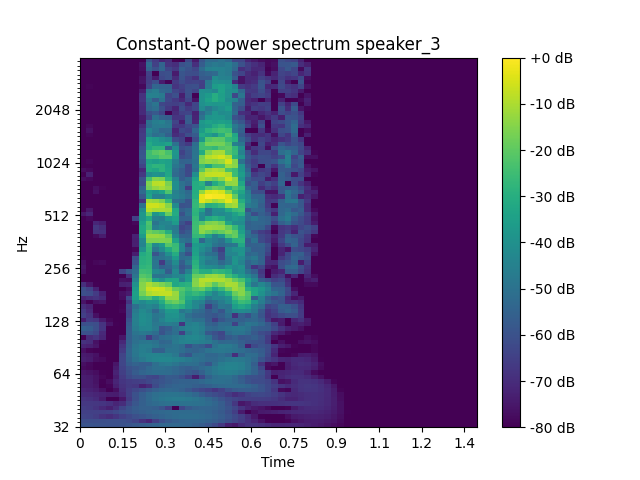 Constant-Q power spectrum speaker_3
Hz
2048
1024
512
256
128
64
32
0 0.15 0.3 0.45 0.6 0.75 0.9 1.1 1.2 1.4
Time
+0 dB
-10 dB
-20 dB
-30 dB
-40 dB
-50 dB
-60 dB
-70 dB
-80 dB